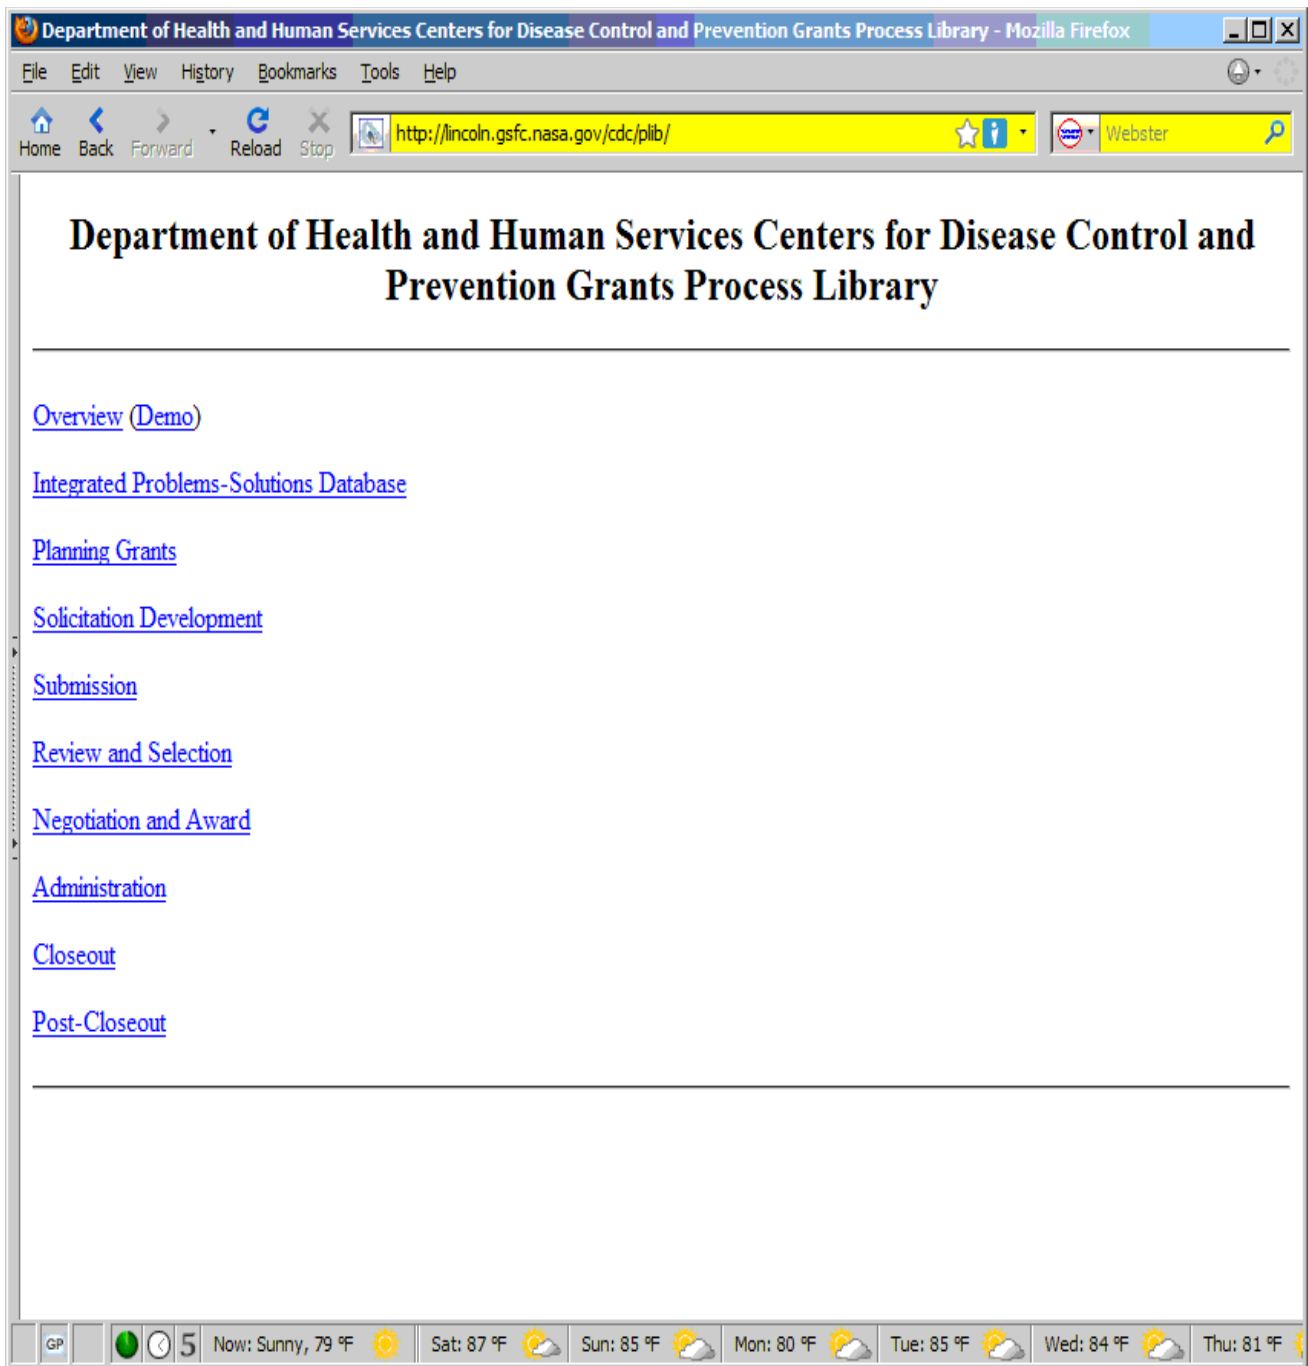 Department of Health and Human Services Centers for Disease Control and Prevention Grants Process Library - Mozilla Firefox
File Edit View History Bookmarks Tools Help
Home Back Forward Reload Stop http://lincoln.gsfc.nasa.gov/cdc/plib/ Webster
Department of Health and Human Services Centers for Disease Control and
Prevention Grants Process Library
Overview (Demo)
Integrated Problems-Solutions Database
Planning Grants
Solicitation Development
Submission
Review and Selection
Negotiation and Award
Administration
Closeout
Post-Closeout
GP 5 Now: Sunny, 79 °F Sat: 87 °F Sun: 85 °F Mon: 80 °F Tue: 85 °F Wed: 84 °F Thu: 81 °F